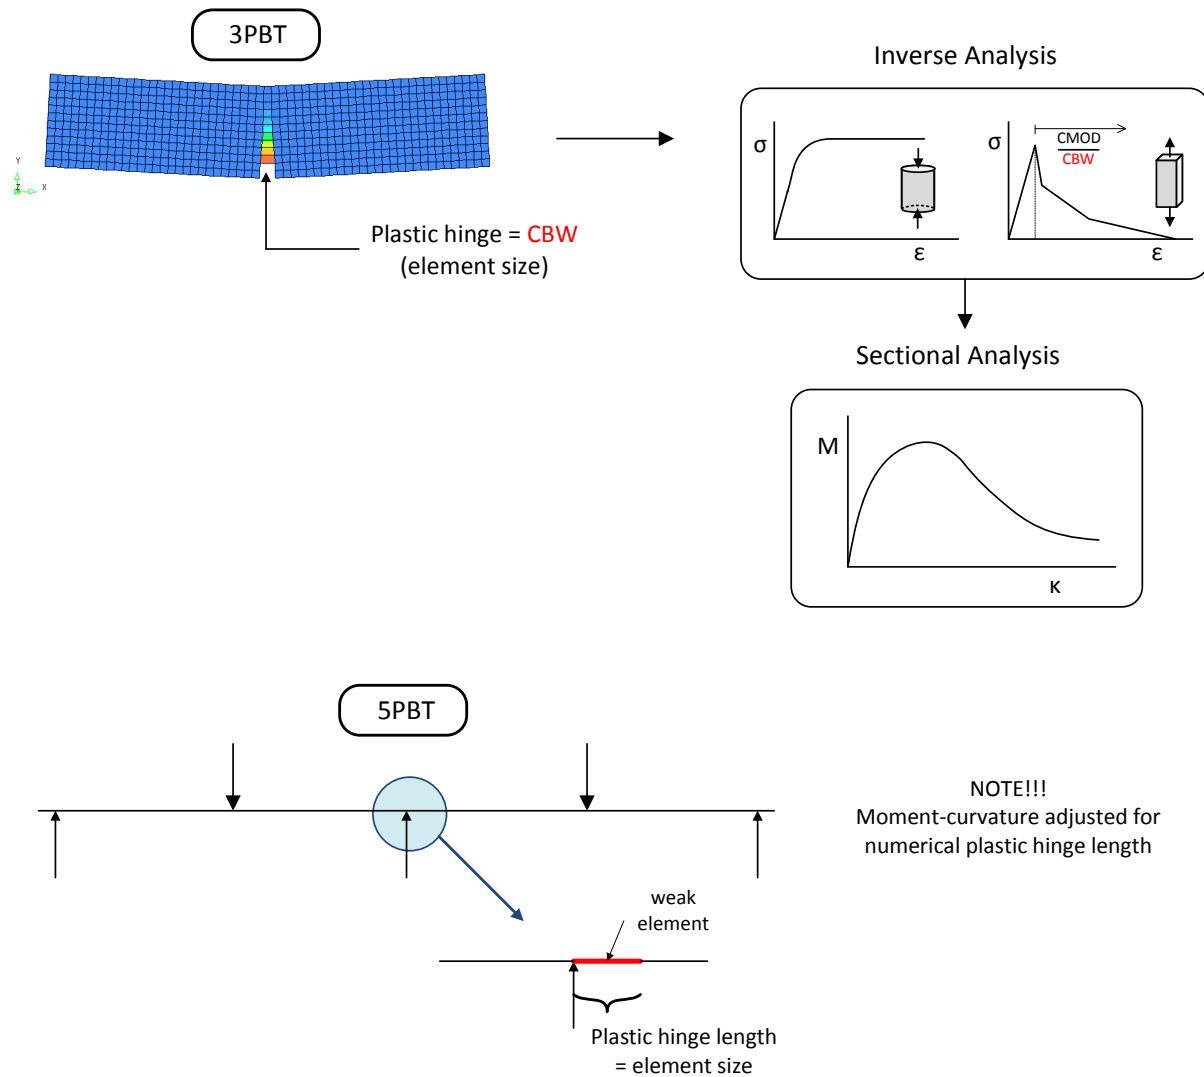 3PBT
Inverse Analysis
σ
CMOD
CBW
ε
σ
ε
Y
Z
X
Plastic hinge = CBW
(element size)
Sectional Analysis
M
κ
5PBT
NOTE!!!
Moment-curvature adjusted for
numerical plastic hinge length
weak
element
Plastic hinge length
= element size